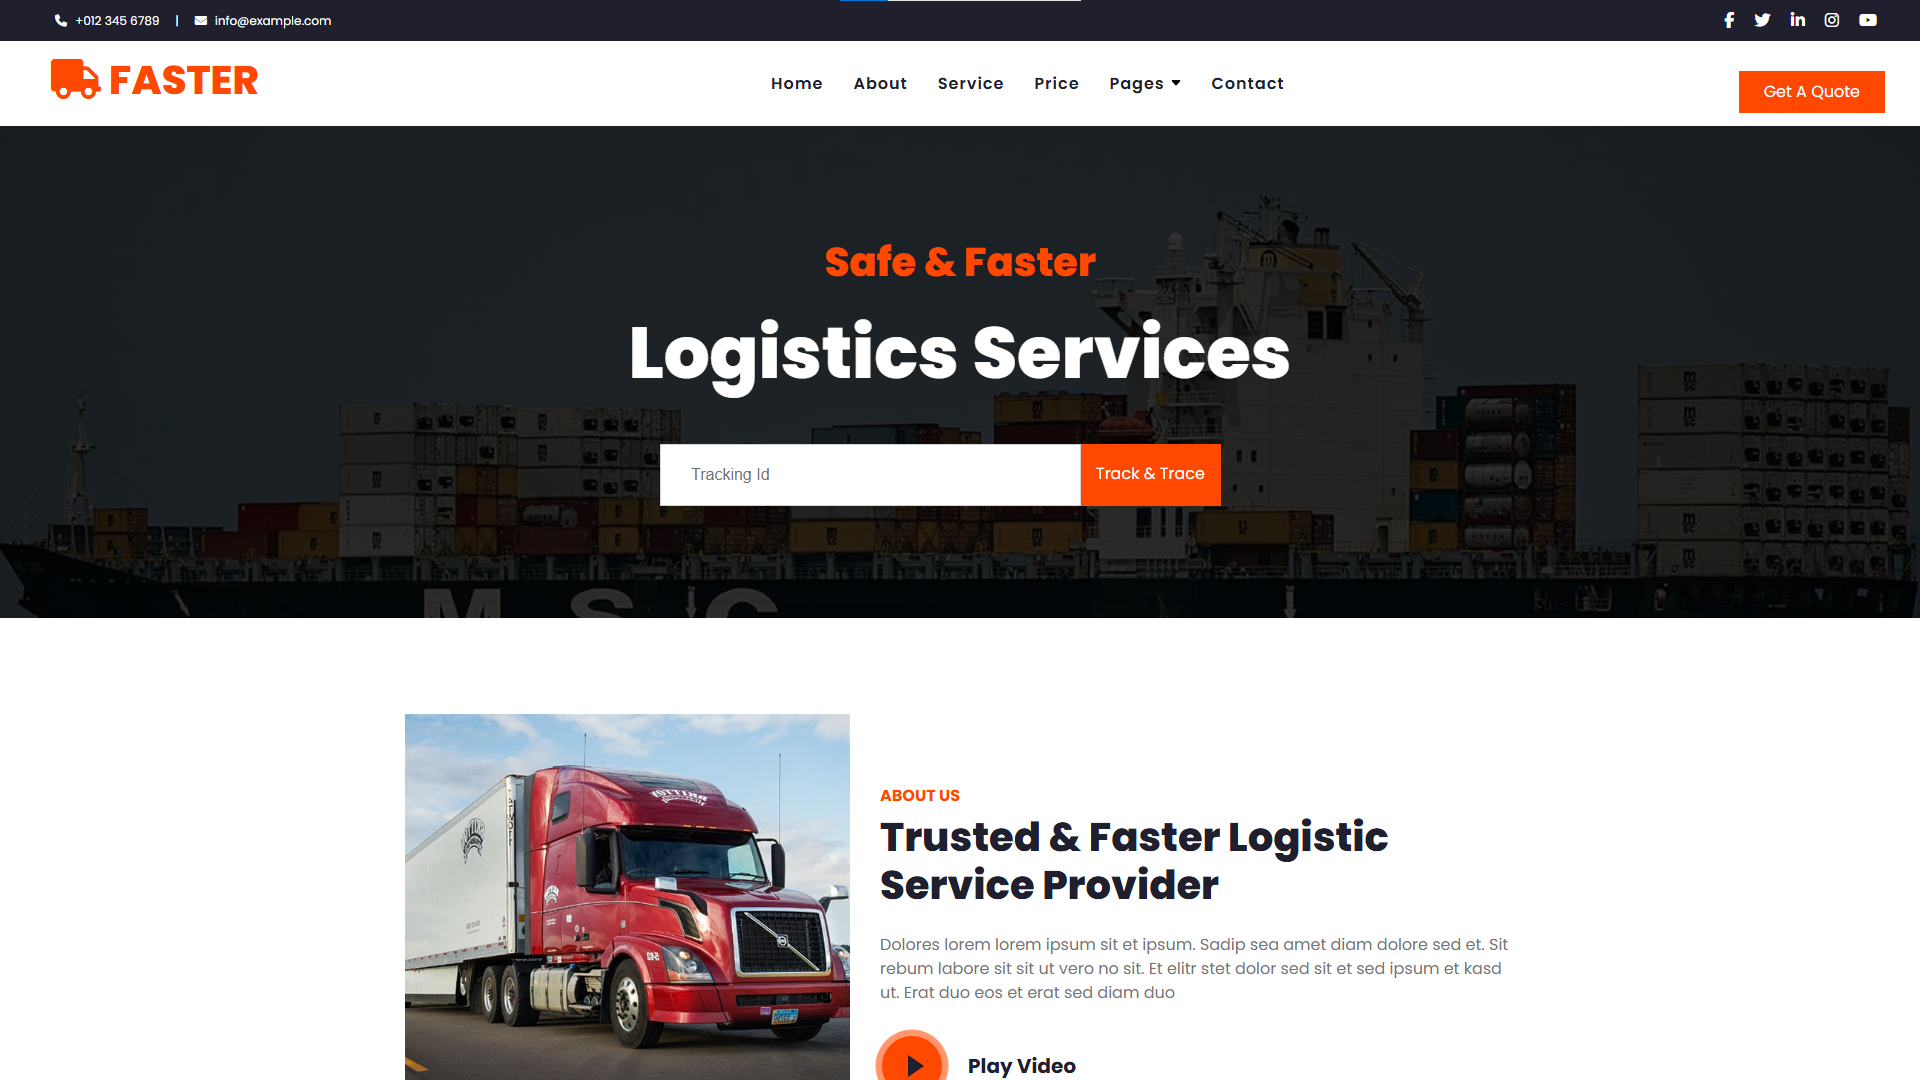 +012 345 6789 | info@example.com
FASTER
Home About Service Price Pages Contact
Get A Quote
Safe & Faster
Logistics Services
Tracking Id
Track & Trace
M S C
ABOUT US
Trusted & Faster Logistic
Service Provider
Dolores lorem lorem ipsum sit et ipsum. Sadip sea amet diam dolore sed et. Sit
rebum labore sit sit ut vero no sit. Et elitr stet dolor sed sit et sed ipsum et kasd
ut. Erat duo eos et erat sed diam duo
Play Video